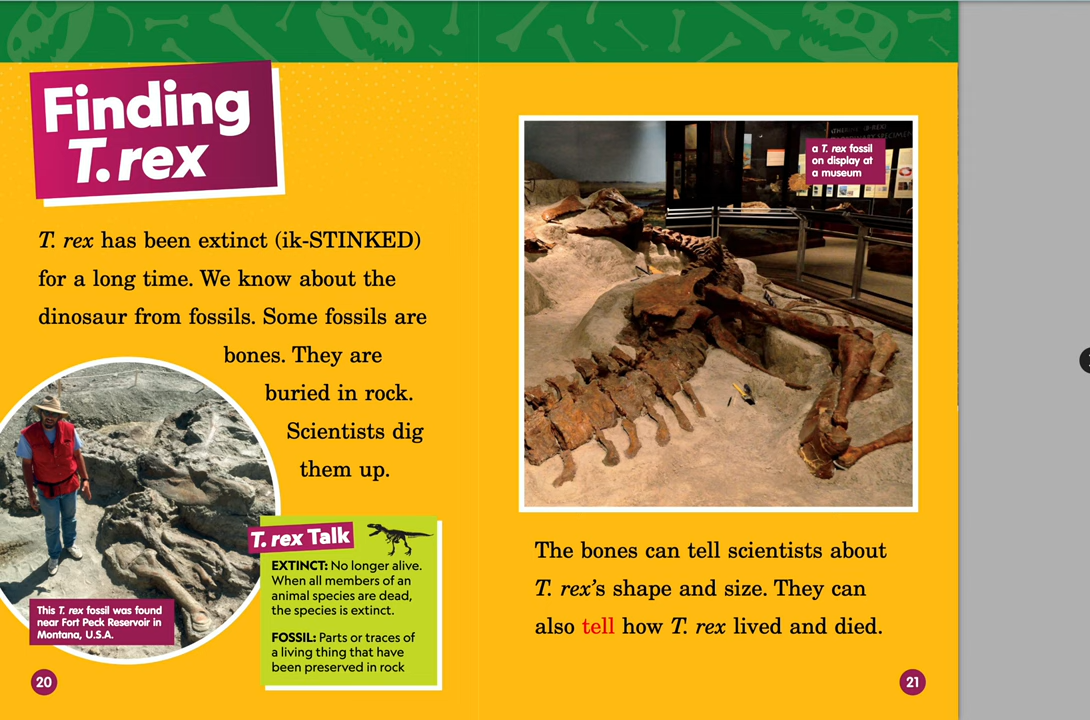 Finding
T. rex
T. rex has been extinct (ik-STINKED)
for a long time. We know about the
dinosaur from fossils. Some fossils are
bones. They are
buried in rock.
Scientists dig
them up.
This T. rex fossil was found
near Fort Peck Reservoir in
Montana, U.S.A.
T. rex Talk
EXTINCT: No longer alive.
When all members of an
animal species are dead,
the species is extinct.
FOSSIL: Parts or traces of
a living thing that have
been preserved in rock
20
a T. rex fossil
on display at
a museum
The bones can tell scientists about
T. rex’s shape and size. They can
also tell how T. rex lived and died.
21